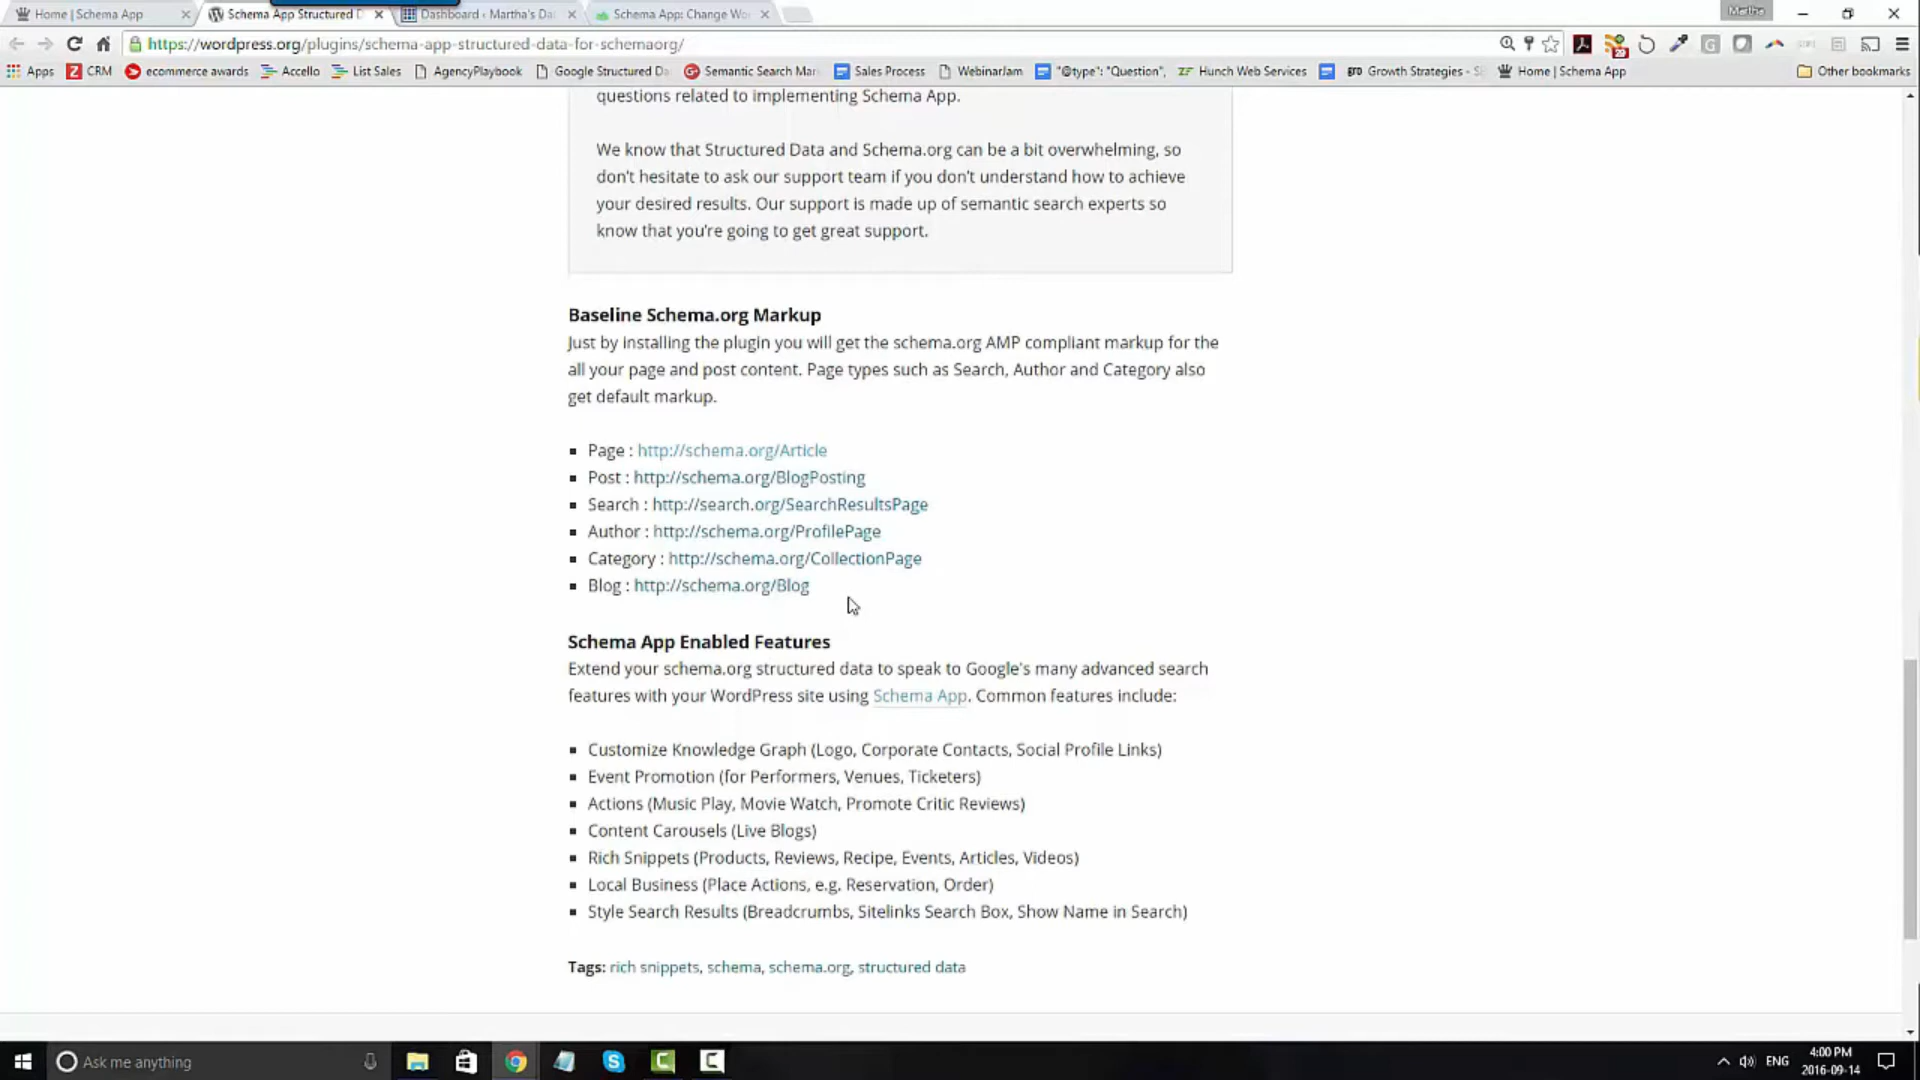 Home | Schema App
Schema App Structured D
Dashboard ‹ Martha's Da
Schema App: Change Wo
https://wordpress.org/plugins/schema-app-structured-data-for-schemaorg/
Apps CRM ecommerce awards Accello List Sales AgencyPlaybook Google Structured Da Semantic Search Mar Sales Process WebinarJam "@type": "Question", Hunch Web Services Growth Strategies - S Home | Schema App Other bookmarks
questions related to implementing Schema App.
We know that Structured Data and Schema.org can be a bit overwhelming, so
don't hesitate to ask our support team if you don't understand how to achieve
your desired results. Our support is made up of semantic search experts so
know that you're going to get great support.
Baseline Schema.org Markup
Just by installing the plugin you will get the schema.org AMP compliant markup for the
all your page and post content. Page types such as Search, Author and Category also
get default markup.
Page : http://schema.org/Article
Post : http://schema.org/BlogPosting
Search : http://search.org/SearchResultsPage
Author : http://schema.org/ProfilePage
Category : http://schema.org/CollectionPage
Blog : http://schema.org/Blog
Schema App Enabled Features
Extend your schema.org structured data to speak to Google's many advanced search
features with your WordPress site using Schema App. Common features include:
Customize Knowledge Graph (Logo, Corporate Contacts, Social Profile Links)
Event Promotion (for Performers, Venues, Ticketers)
Actions (Music Play, Movie Watch, Promote Critic Reviews)
Content Carousels (Live Blogs)
Rich Snippets (Products, Reviews, Recipe, Events, Articles, Videos)
Local Business (Place Actions, e.g. Reservation, Order)
Style Search Results (Breadcrumbs, Sitelinks Search Box, Show Name in Search)
Tags: rich snippets, schema, schema.org, structured data
Ask me anything
ENG
4:00 PM
2016-09-14